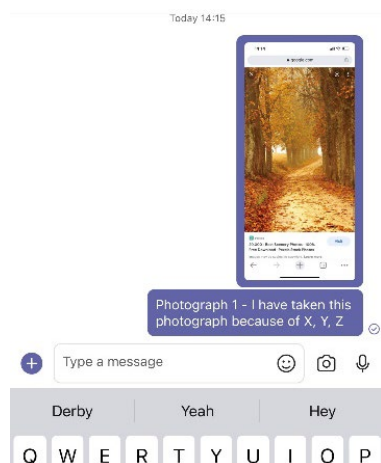 Today 14:15
Photograph 1 - I have taken this
photograph because of X, Y, Z
Type a message
Derby Yeah Hey
Q W E R T Y U I O P